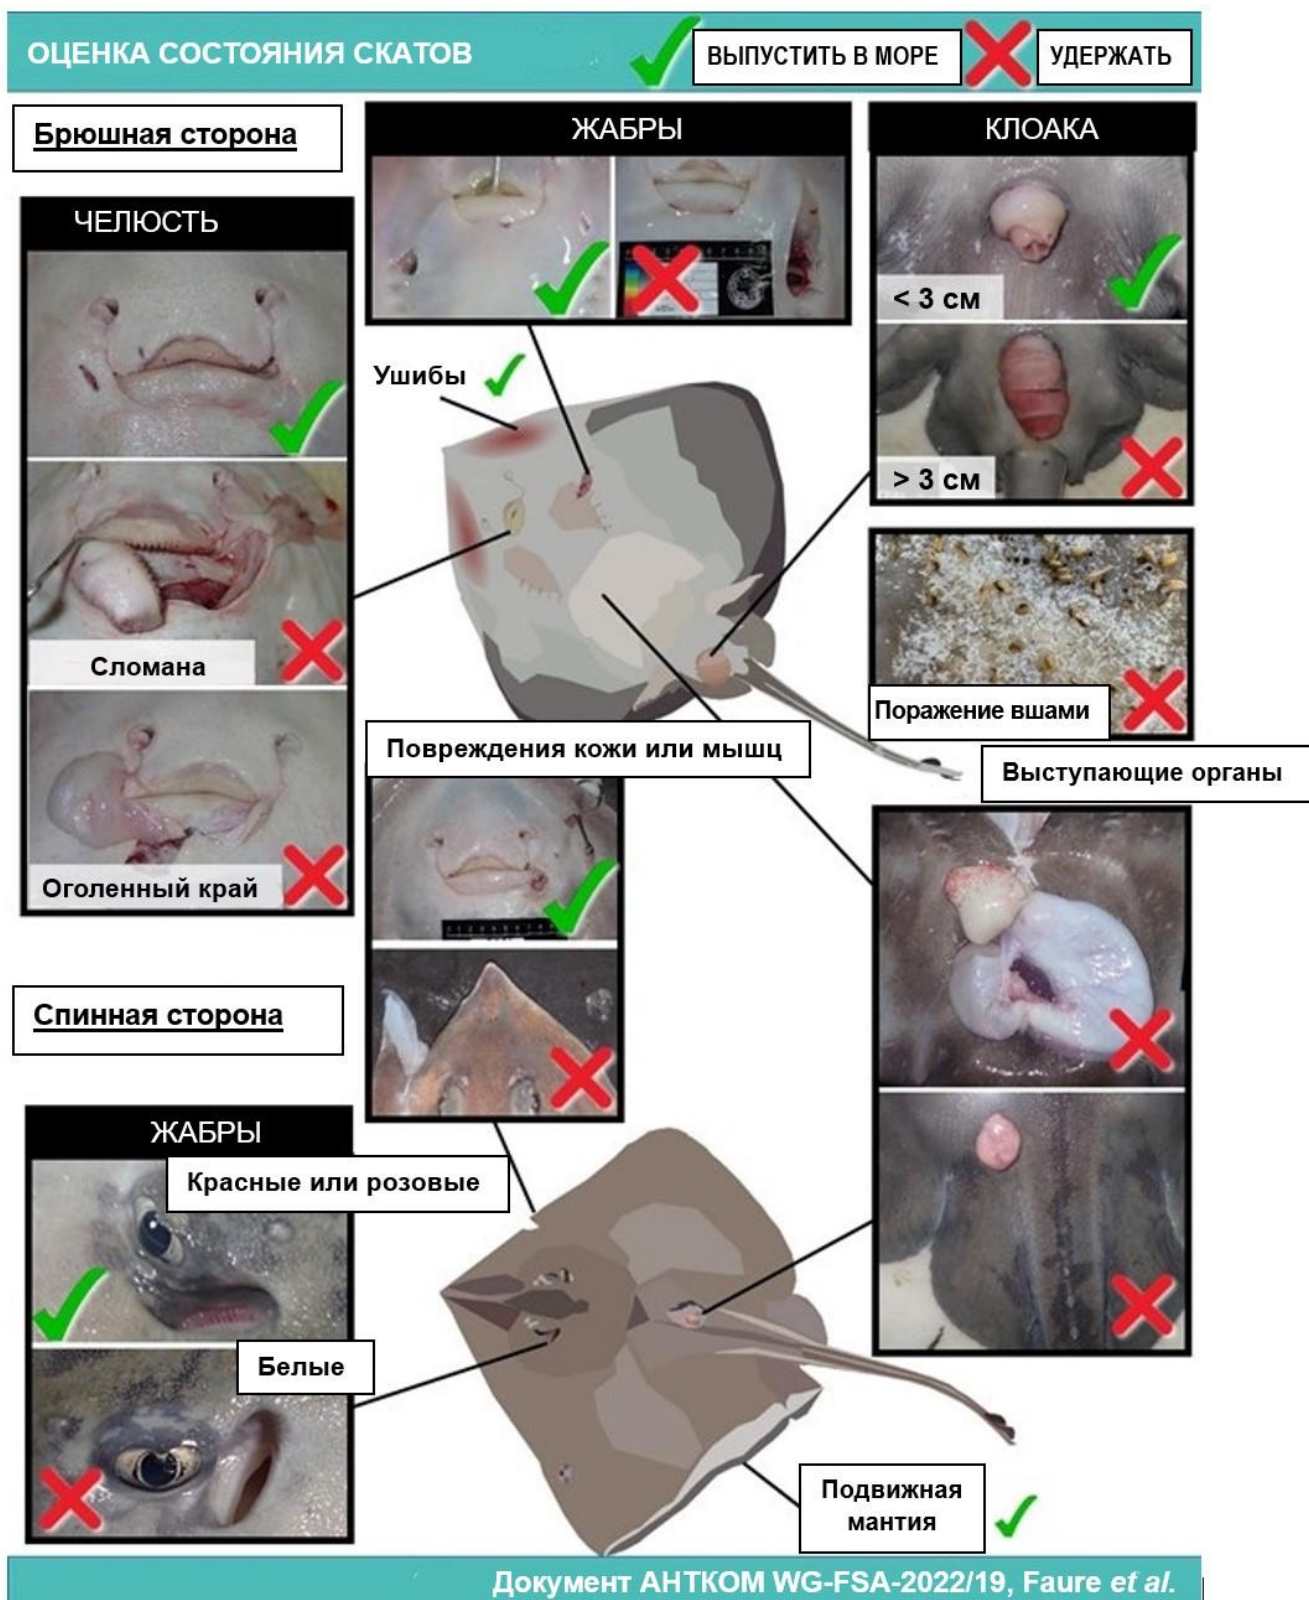 ОЦЕНКА СОСТОЯНИЯ СКАТОВ
ВЫПУСТИТЬ В МОРЕ
УДЕРЖАТЬ
Брюшная сторона
ЧЕЛЮСТЬ
Сломана
Оголенный край
ЖАБРЫ
Ушибы
КЛОАКА
< 3 см
> 3 см
Поражение вшами
Выступающие органы
Повреждения кожи или мышц
Спинная сторона
ЖАБРЫ
Красные или розовые
Белые
Подвижная
мантия
Документ АНТКОМ WG-FSA-2022/19, Faure et al.